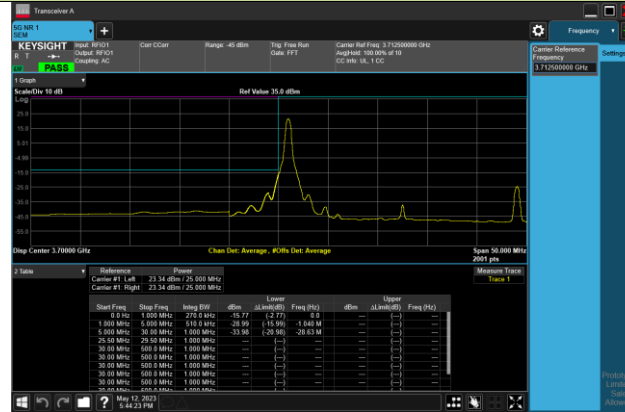 Transceiver A
5G NR 1
SEM
Frequency
KEYSIGHT
R T
PASS
Input: RFIO1
Output: RFIO1
Coupling: AC
Corr CCorr
Range: -45 dBm
Trig: Free Run
Gate: FFT
Carrier Ref Freq: 3.712500000 GHz
Avg|Hold: 100.00% of 10
CC Info: UL, 1 CC
Carrier Reference
Frequency
3.712500000 GHz
Settings
1 Graph
Scale/Div 10 dB
Ref Value 35.0 dBm
Log
25.0
15.0
5.01
-4.99
-15.0
-25.0
-35.0
-45.0
-55.0
Disp Center 3.70000 GHz
Chan Det: Average , #Offs Det: Average
Span 50.000 MHz
2001 pts
2 Table
Reference Power
Carrier #1: Left 23.34 dBm / 25.000 MHz
Carrier #1: Right 23.34 dBm / 25.000 MHz
Measure Trace
Trace 1
Lower Upper
Start Freq Stop Freq Integ BW dBm ΔLimit(dB) Freq (Hz) dBm ΔLimit(dB) Freq (Hz)
0.0 Hz 1.000 MHz 270.0 kHz -15.77 (-2.77) 0.0 --- (---) ---
1.000 MHz 5.000 MHz 510.0 kHz -28.99 (-15.99) -1.040 M --- (---) ---
5.000 MHz 30.00 MHz 1.000 MHz -33.98 (-20.98) -28.63 M --- (---) ---
25.50 MHz 29.50 MHz 1.000 MHz --- (---) --- --- (---) ---
30.00 MHz 500.0 MHz 1.000 MHz --- (---) --- --- (---) ---
30.00 MHz 500.0 MHz 1.000 MHz --- (---) --- --- (---) ---
30.00 MHz 500.0 MHz 1.000 MHz --- (---) --- --- (---) ---
30.00 MHz 500.0 MHz 1.000 MHz --- (---) --- --- (---) ---
30.00 MHz 500.0 MHz 1.000 MHz --- (---) --- --- (---) ---
May 12, 2023
5:44:23 PM